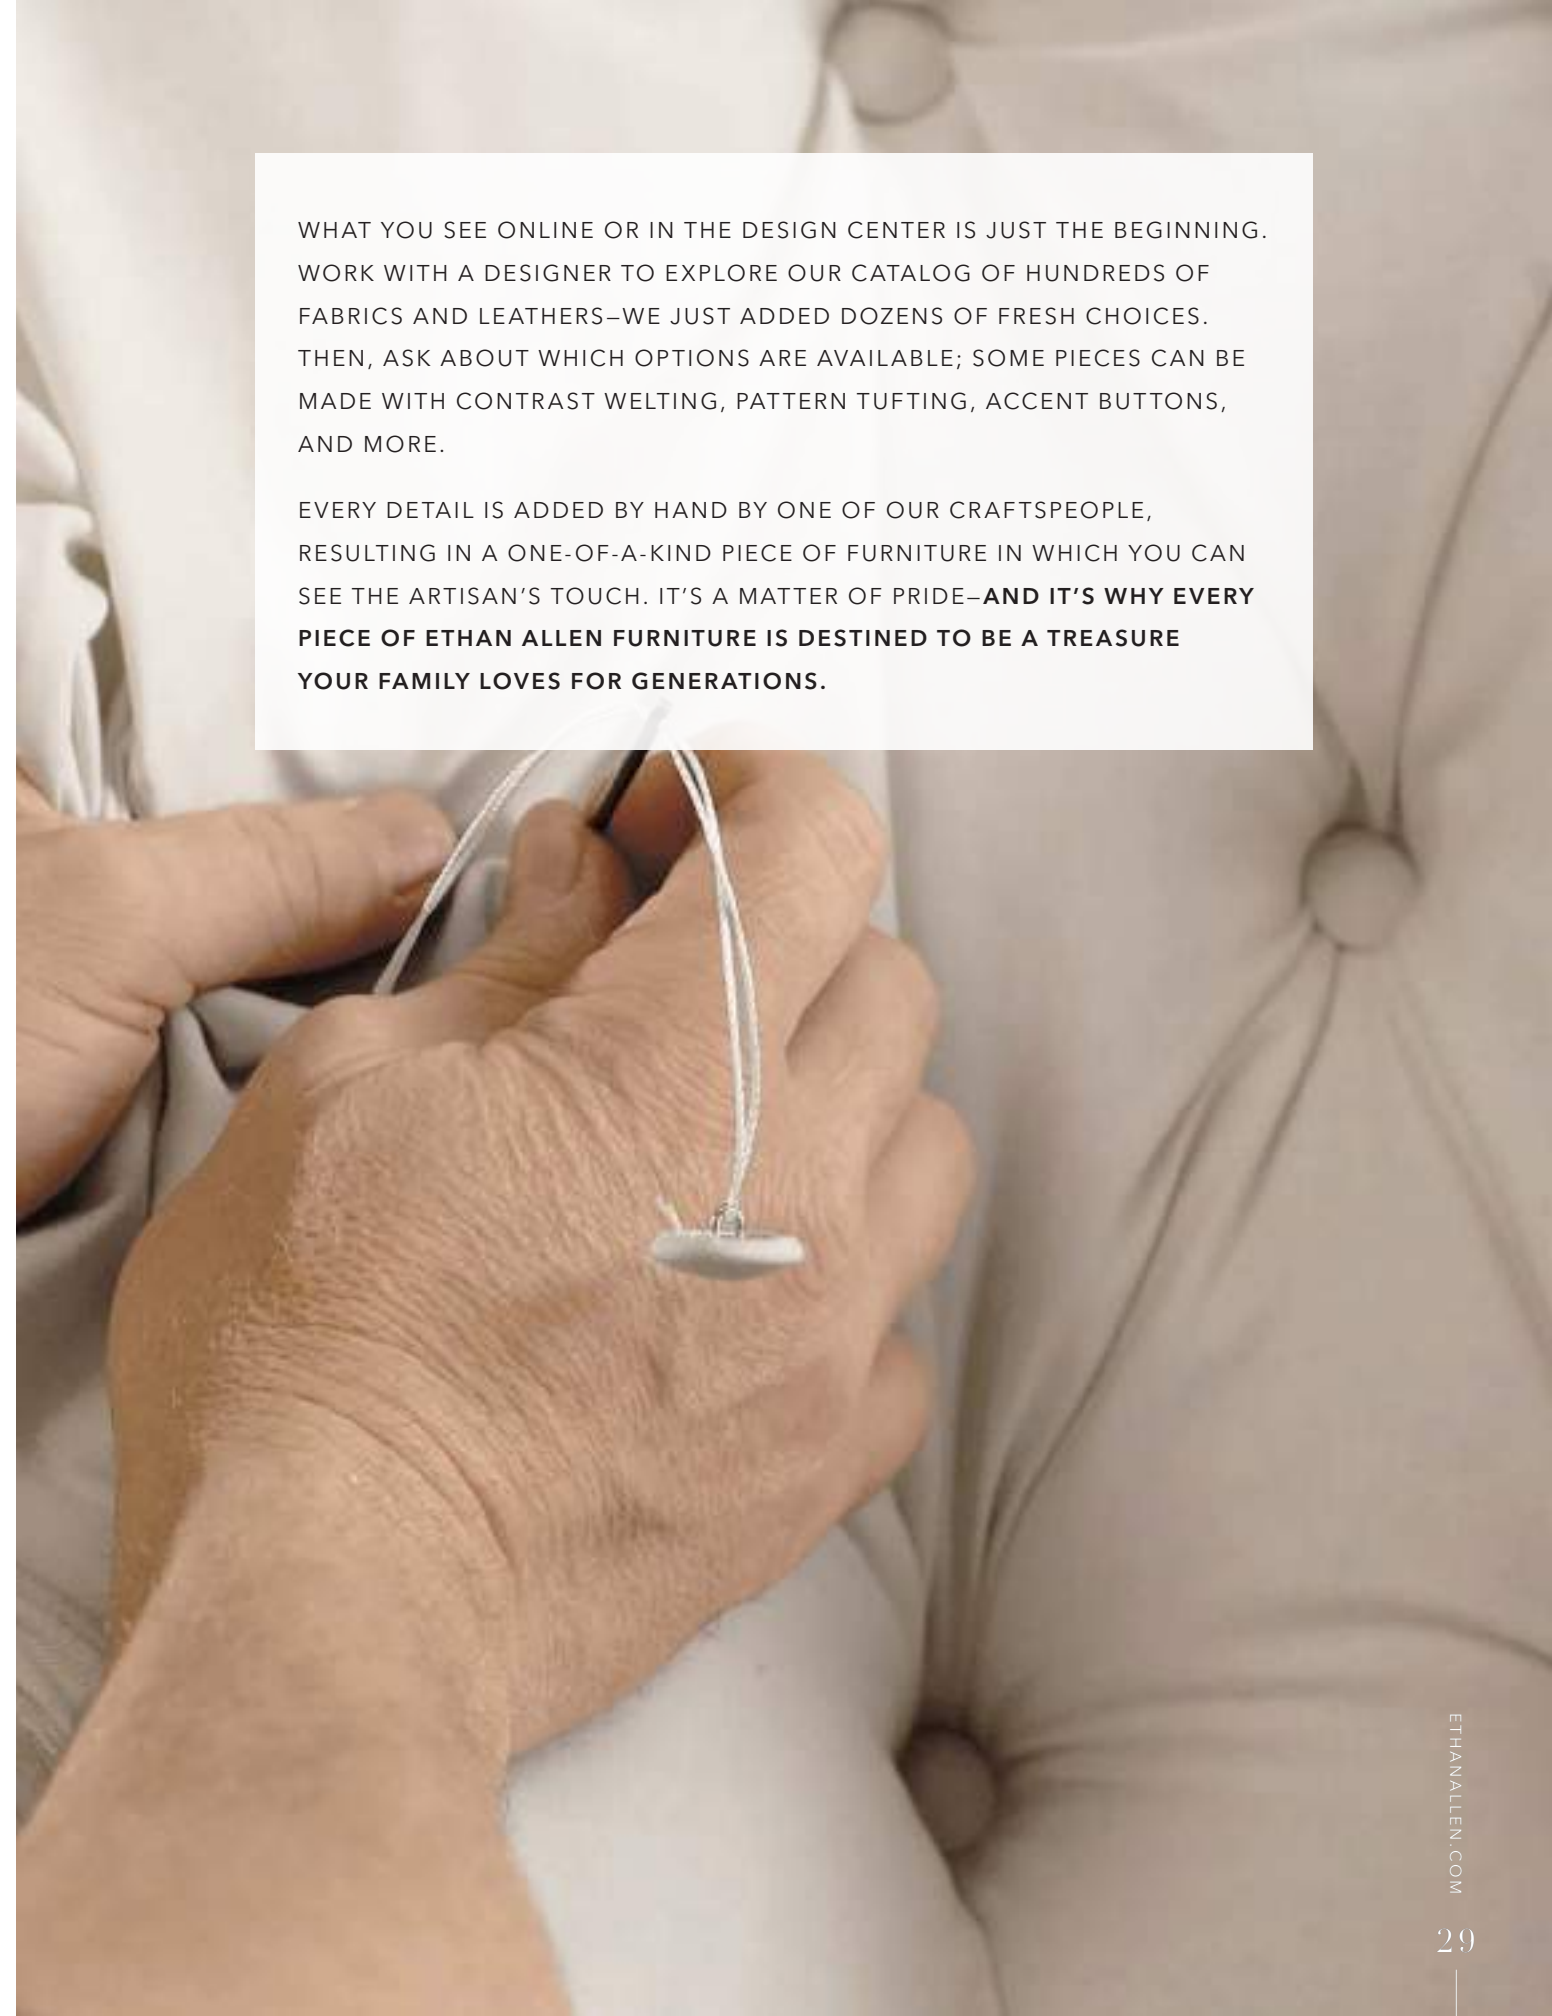 WHAT YOU SEE ONLINE OR IN THE DESIGN CENTER IS JUST THE BEGINNING.
WORK WITH A DESIGNER TO EXPLORE OUR CATALOG OF HUNDREDS OF
FABRICS AND LEATHERS—WE JUST ADDED DOZENS OF FRESH CHOICES.
THEN, ASK ABOUT WHICH OPTIONS ARE AVAILABLE; SOME PIECES CAN BE
MADE WITH CONTRAST WELTING, PATTERN TUFTING, ACCENT BUTTONS,
AND MORE.
EVERY DETAIL IS ADDED BY HAND BY ONE OF OUR CRAFTSPEOPLE,
RESULTING IN A ONE-OF-A-KIND PIECE OF FURNITURE IN WHICH YOU CAN
SEE THE ARTISAN’S TOUCH. IT’S A MATTER OF PRIDE—AND IT’S WHY EVERY
PIECE OF ETHAN ALLEN FURNITURE IS DESTINED TO BE A TREASURE
YOUR FAMILY LOVES FOR GENERATIONS.
ETHANALLEN.COM
29